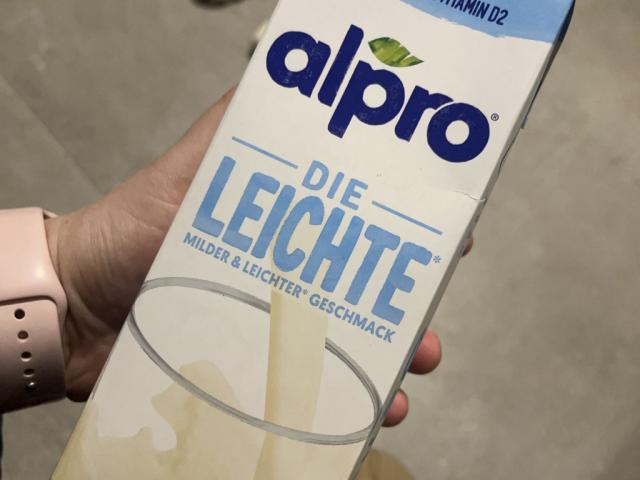 VITAMIN D2
alpro®
DIE
LEICHTE*
MILDER & LEICHTER* GESCHMACK